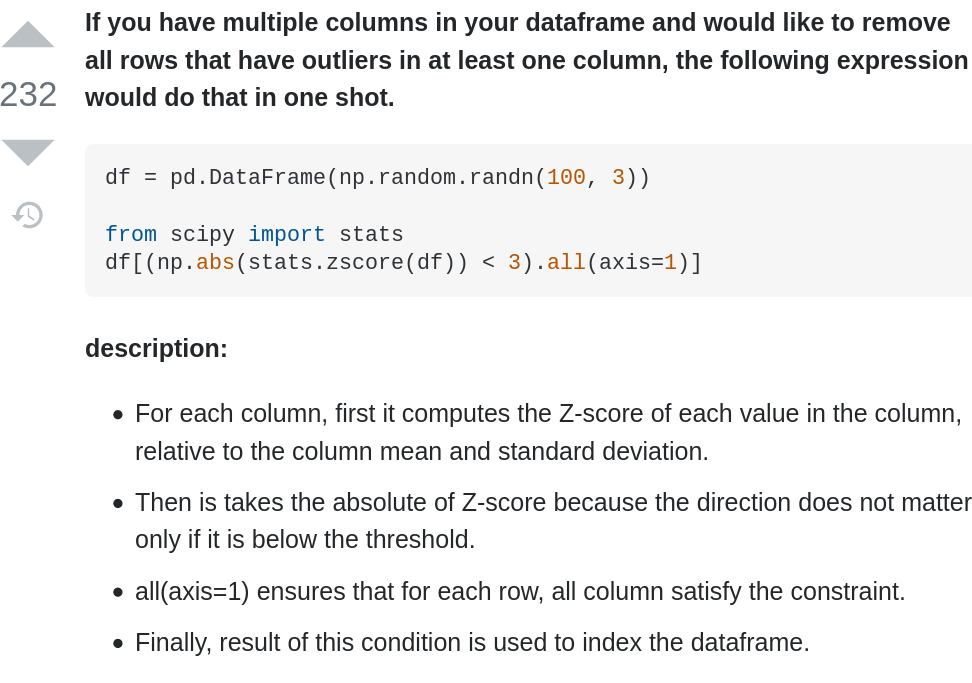 If you have multiple columns in your dataframe and would like to remove
all rows that have outliers in at least one column, the following expression
would do that in one shot.
232
df = pd.DataFrame(np.random.randn(100, 3))
from scipy import stats
df[(np.abs(stats.zscore(df)) < 3).all(axis=1)]
description:
For each column, first it computes the Z-score of each value in the column,
relative to the column mean and standard deviation.
Then is takes the absolute of Z-score because the direction does not matter
only if it is below the threshold.
all(axis=1) ensures that for each row, all column satisfy the constraint.
Finally, result of this condition is used to index the dataframe.